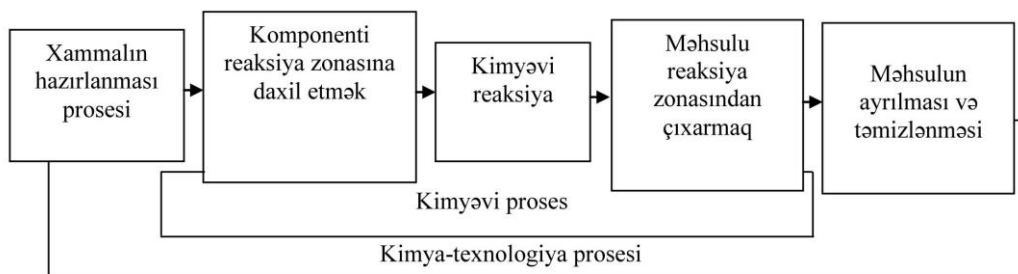 Xammalın
hazırlanması
prosesi
Komponenti
reaksiya zonasına
daxil etmək
Kimyəvi
reaksiya
Məhsulu
reaksiya
zonasından
çıxarmaq
Məhsulun
ayrılması və
təmizlənməsi
Kimyəvi proses
Kimya-texnologiya prosesi